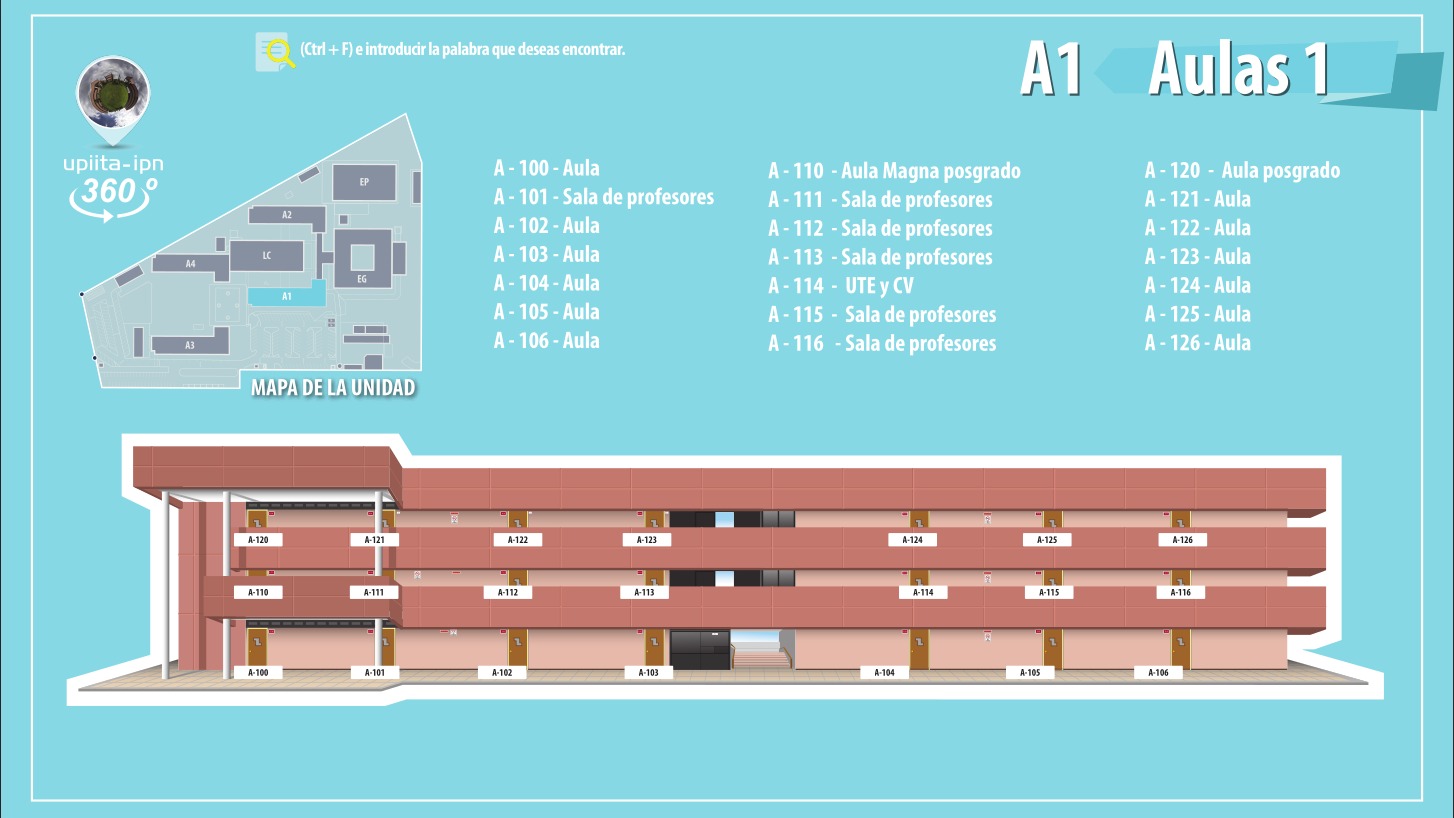 (Ctrl + F) e introducir la palabra que deseas encontrar.
A1 Aulas 1
upiita-ipn
360 º
EP
A2
LC
A4
EG
A1
A3
MAPA DE LA UNIDAD
A - 100 - Aula
A - 101 - Sala de profesores
A - 102 - Aula
A - 103 - Aula
A - 104 - Aula
A - 105 - Aula
A - 106 - Aula
A - 110 - Aula Magna posgrado
A - 111 - Sala de profesores
A - 112 - Sala de profesores
A - 113 - Sala de profesores
A - 114 - UTE y CV
A - 115 - Sala de profesores
A - 116 - Sala de profesores
A - 120 - Aula posgrado
A - 121 - Aula
A - 122 - Aula
A - 123 - Aula
A - 124 - Aula
A - 125 - Aula
A - 126 - Aula
A-120 A-121 A-122 A-123 A-124 A-125 A-126
A-110 A-111 A-112 A-113 A-114 A-115 A-116
A-100 A-101 A-102 A-103 A-104 A-105 A-106